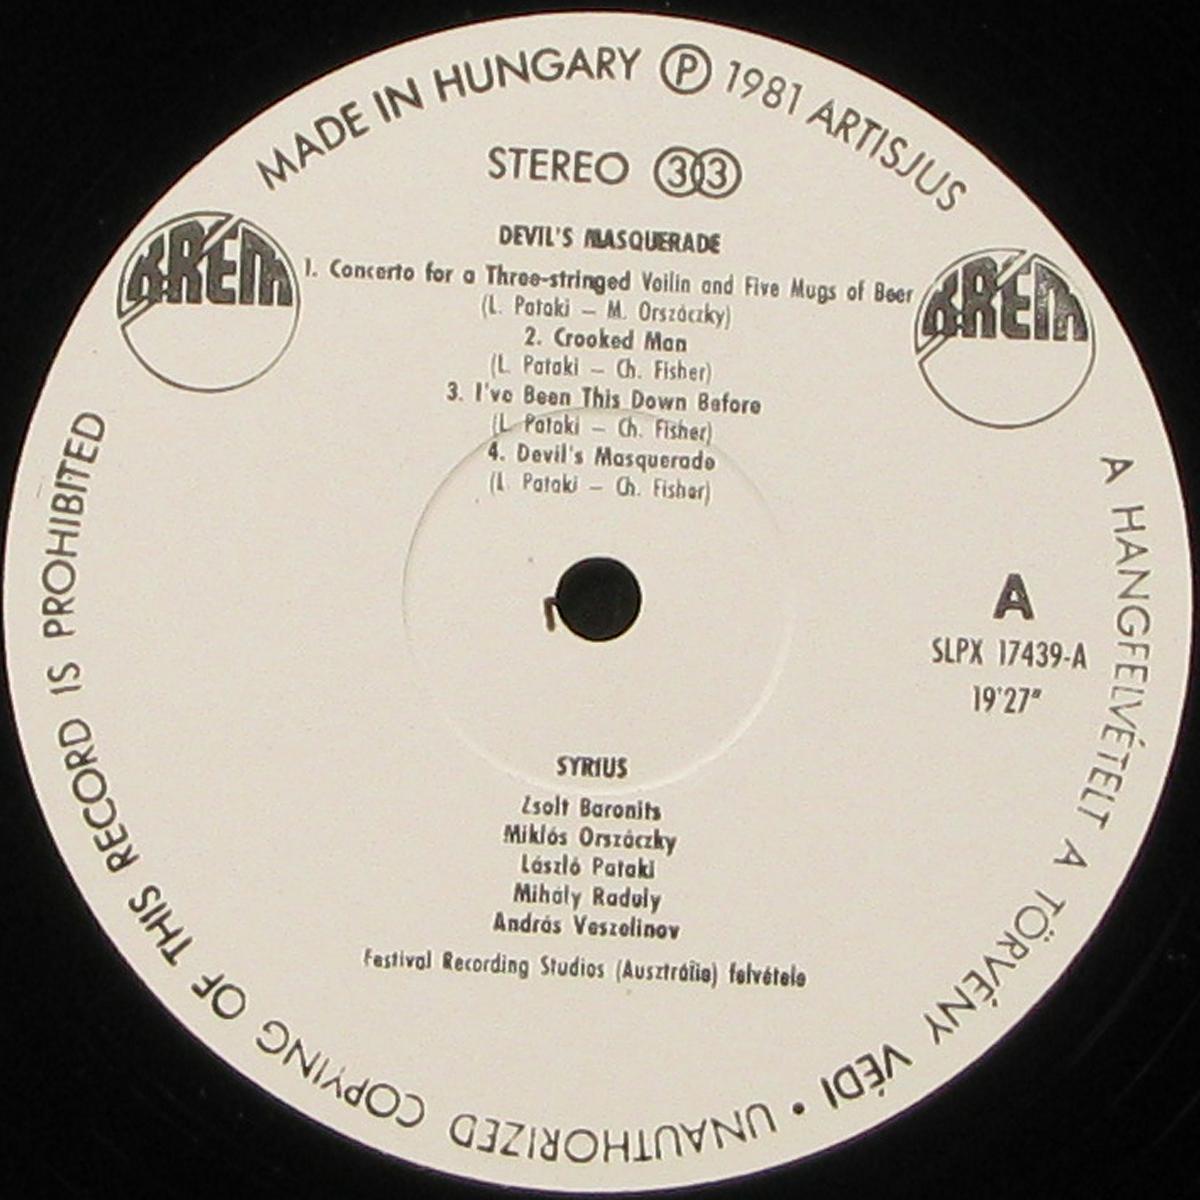 MADE IN HUNGARY Ⓟ 1981 ARTISJUS
STEREO 33
KRÉM
KRÉM
DEVIL'S MASQUERADE
1. Concerto for a Three-stringed Voilin and Five Mugs of Beer
(L. Pataki – M. Orszáczky)
2. Crooked Man
(L. Pataki – Ch. Fisher)
3. I've Been This Down Before
(L. Pataki – Ch. Fisher)
4. Devil's Masquerade
(L. Pataki – Ch. Fisher)
A
SLPX 17439-A
19'27"
SYRIUS
Zsolt Baronits
Miklós Orszáczky
László Pataki
Mihály Raduly
András Veszelinov
Festival Recording Studios (Ausztrália) felvétele
A HANGFELVÉTELT A TÖRVÉNY VÉDI • UNAUTHORIZED COPYING OF THIS RECORD IS PROHIBITED